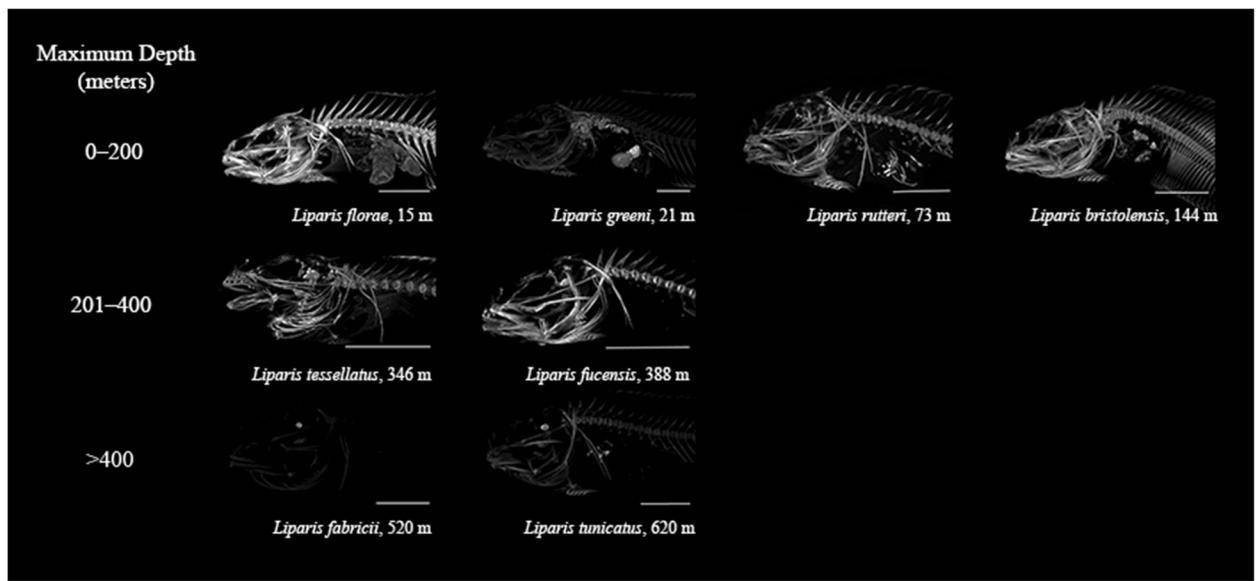 Maximum Depth
(meters)
0–200
Liparis florae, 15 m
Liparis greeni, 21 m
Liparis rutteri, 73 m
Liparis bristolensis, 144 m
201–400
Liparis tessellatus, 346 m
Liparis fucensis, 388 m
>400
Liparis fabricii, 520 m
Liparis tunicatus, 620 m